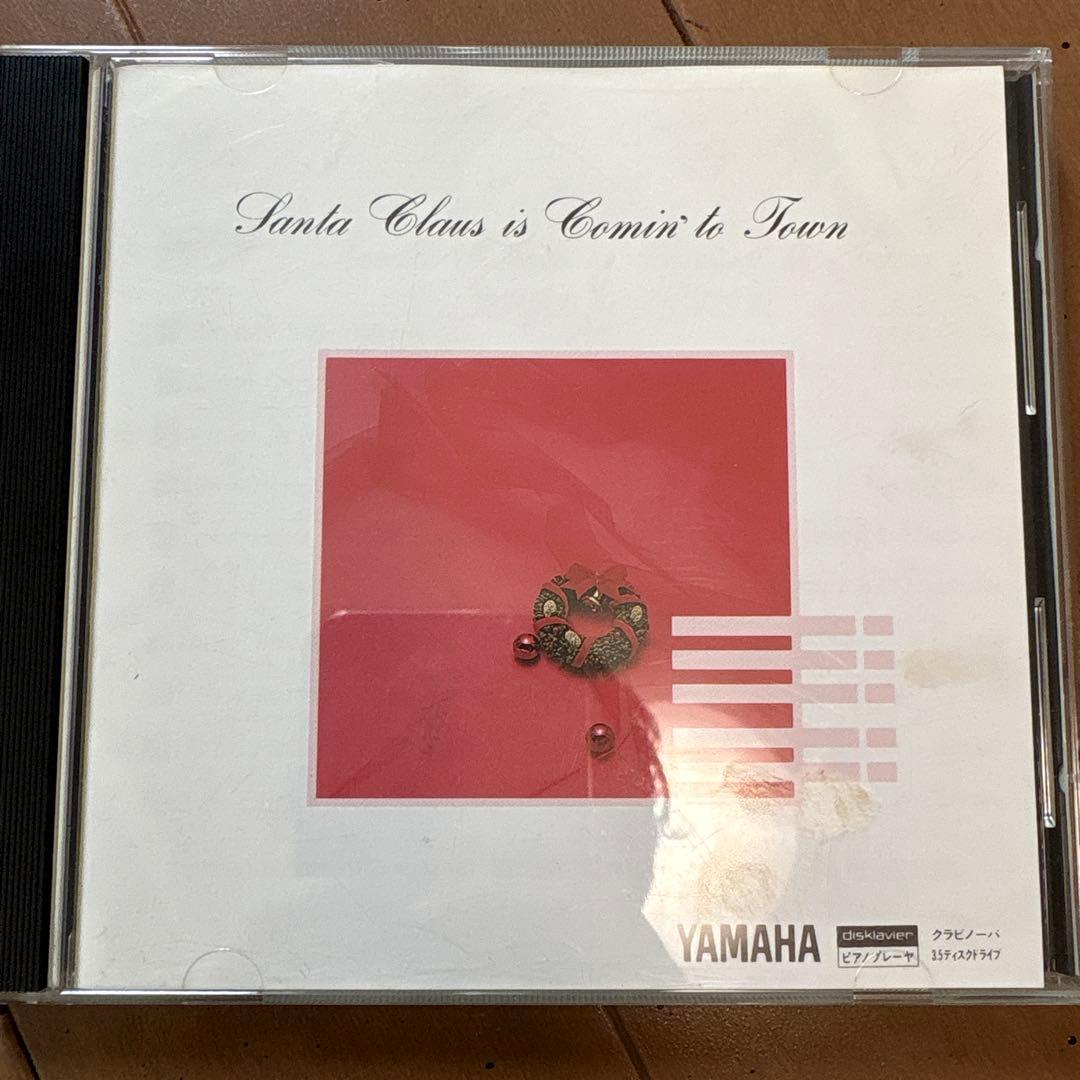 Santa Claus is Comin' to Town
YAMAHA
disklavier
ピアノプレーヤ
クラビノーバ
3.5ディスクドライブ